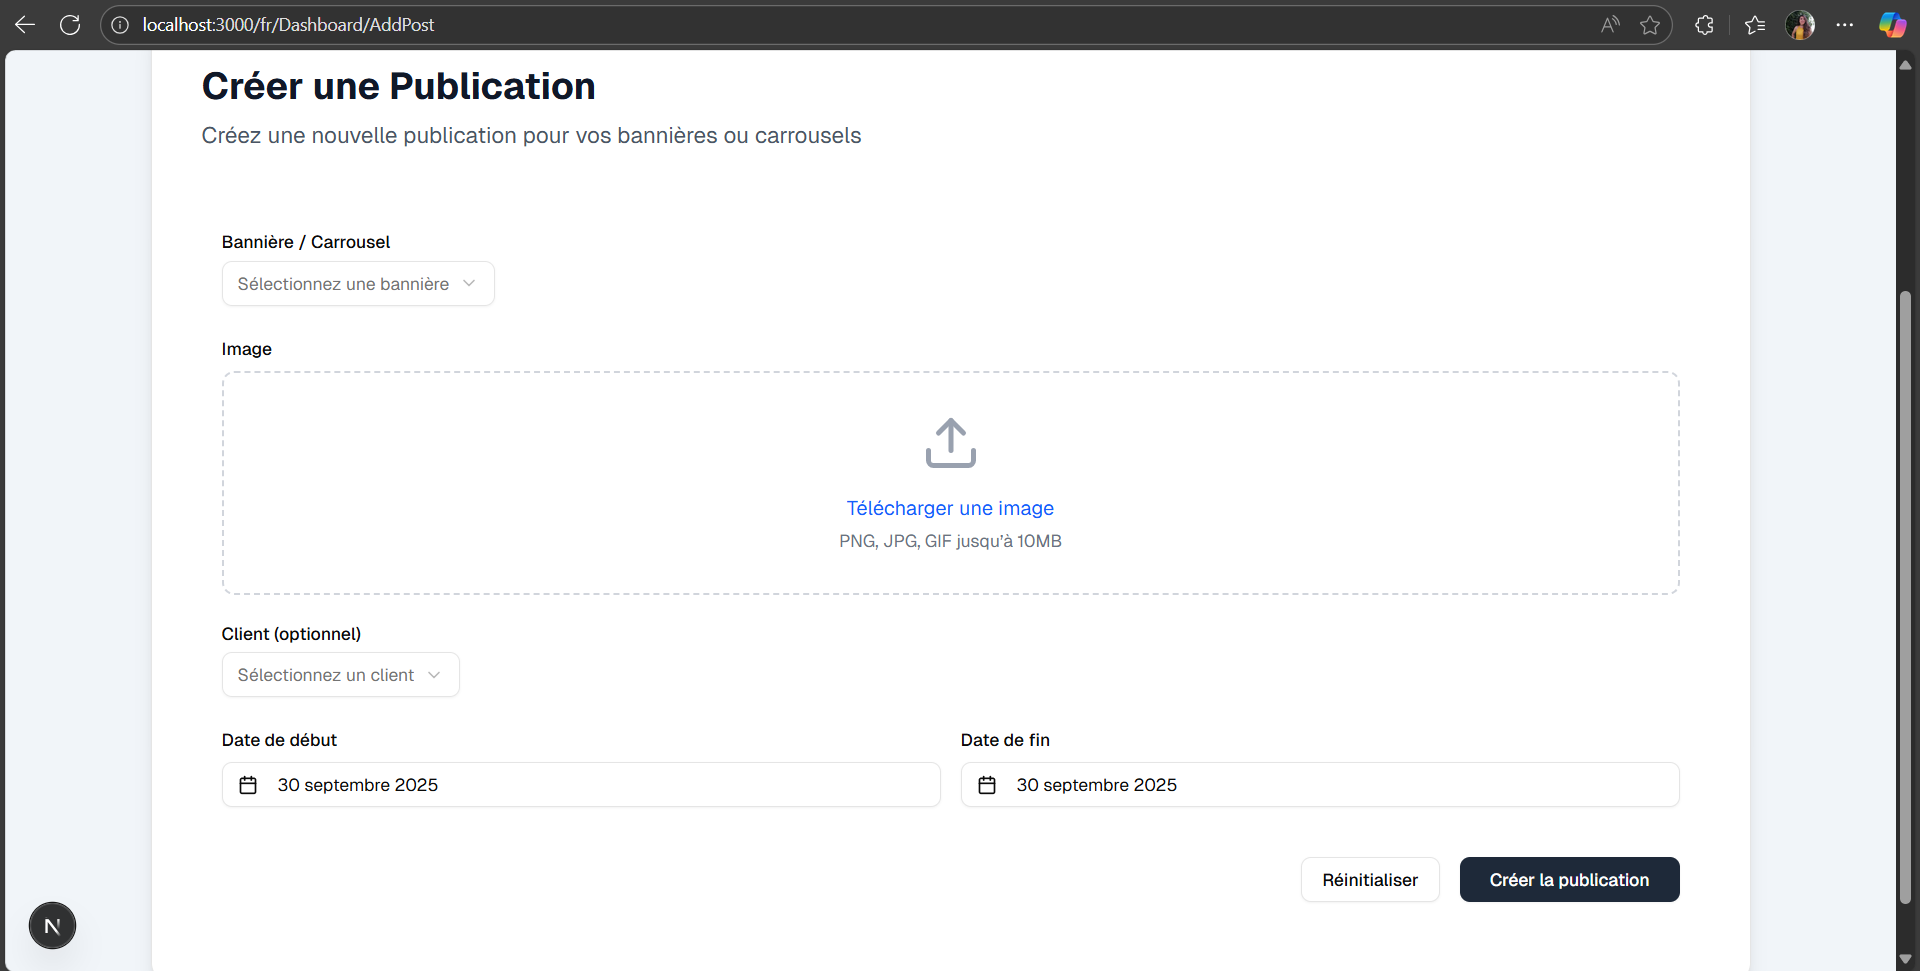 localhost:3000/fr/Dashboard/AddPost
Créer une Publication
Créez une nouvelle publication pour vos bannières ou carrousels
Bannière / Carrousel
Sélectionnez une bannière
Image
Télécharger une image
PNG, JPG, GIF jusqu'à 10MB
Client (optionnel)
Sélectionnez un client
Date de début
Date de fin
30 septembre 2025
30 septembre 2025
Réinitialiser
Créer la publication
N